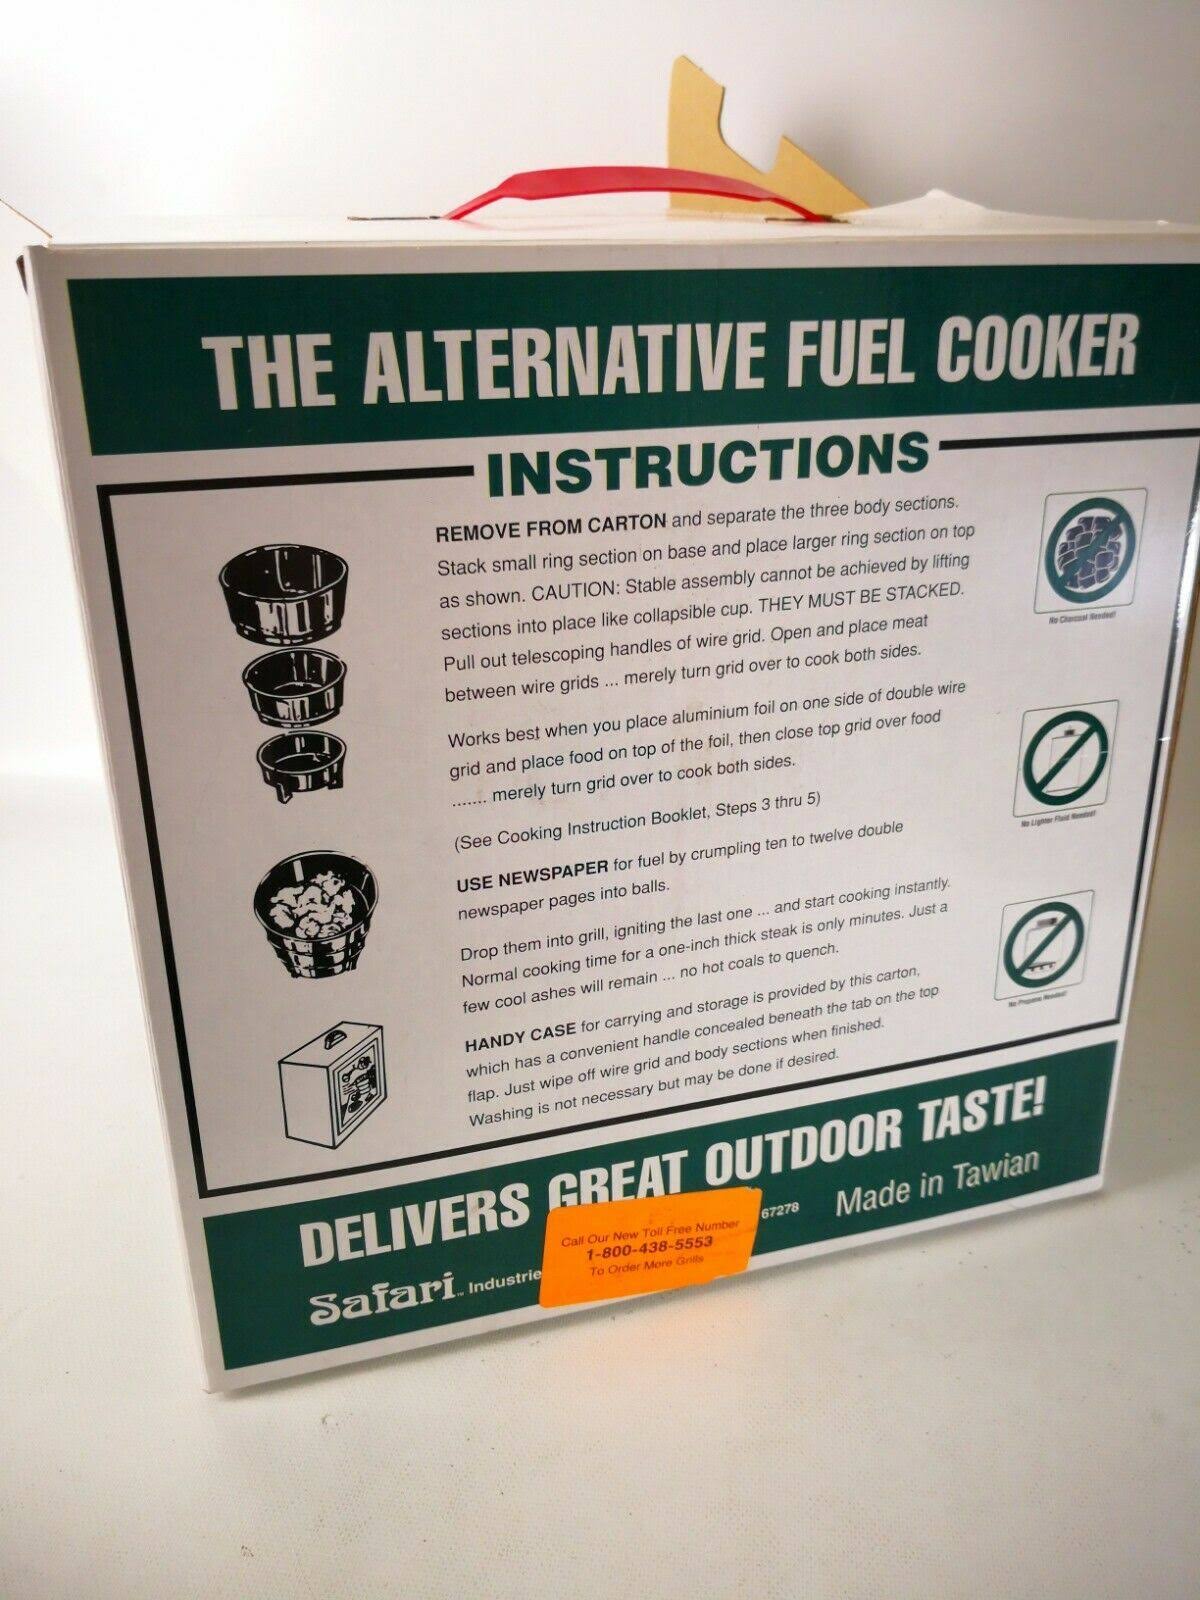 THE ALTERNATIVE FUEL COOKER
INSTRUCTIONS
REMOVE FROM CARTON and separate the three body sections.
Stack small ring section on base and place larger ring section on top
as shown. CAUTION: Stable assembly cannot be achieved by lifting
sections into place like collapsible cup. THEY MUST BE STACKED.
Pull out telescoping handles of wire grid. Open and place meat
between wire grids ... merely turn grid over to cook both sides.
Works best when you place aluminium foil on one side of double wire
grid and place food on top of the foil, then close top grid over food
....... merely turn grid over to cook both sides.
(See Cooking Instruction Booklet, Steps 3 thru 5)
USE NEWSPAPER for fuel by crumpling ten to twelve double
newspaper pages into balls.
Drop them into grill, igniting the last one ... and start cooking instantly.
Normal cooking time for a one-inch thick steak is only minutes. Just a
few cool ashes will remain ... no hot coals to quench.
HANDY CASE for carrying and storage is provided by this carton,
which has a convenient handle concealed beneath the tab on the top
flap. Just wipe off wire grid and body sections when finished.
Washing is not necessary but may be done if desired.
No Charcoal Needed!
No Lighter Fluid Needed!
No Propane Needed!
DELIVERS GREAT OUTDOOR TASTE!
Safari™ Industrie
67278
Made in Tawian
Call Our New Toll Free Number
1-800-438-5553
To Order More Grills